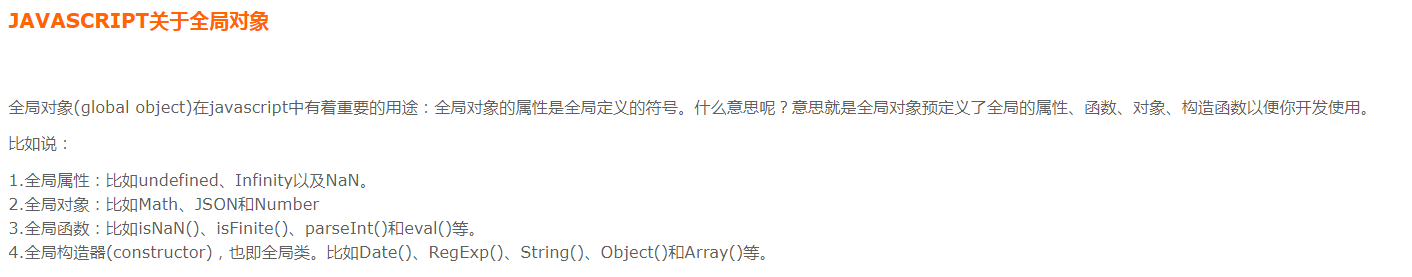 JAVASCRIPT关于全局对象
全局对象(global object)在javascript中有着重要的用途：全局对象的属性是全局定义的符号。什么意思呢？意思就是全局对象预定义了全局的属性、函数、对象、构造函数以便你开发使用。
比如说：
1.全局属性：比如undefined、Infinity以及NaN。
2.全局对象：比如Math、JSON和Number
3.全局函数：比如isNaN()、isFinite()、parseInt()和eval()等。
4.全局构造器(constructor)，也即全局类。比如Date()、RegExp()、String()、Object()和Array()等。